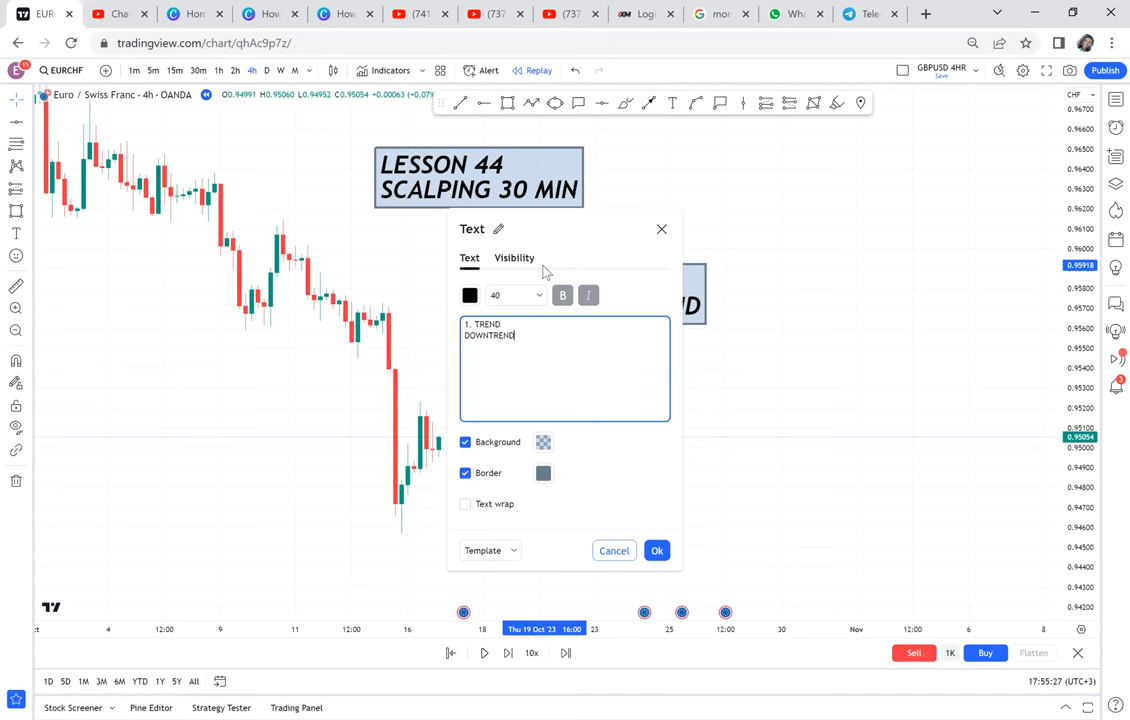 EUR
Cha
Hom
How
How
(741
(737
(737
XM
Logi
mor
Wha
Tele
tradingview.com/chart/qhAc9p7z/
E 15
EURCHF
1m 5m 15m 30m 1h 2h 4h D W M
Indicators
Alert
Replay
GBPUSD 4HR
Save
Publish
Euro / Swiss Franc · 4h · OANDA
O0.94991 H0.95060 L0.94952 C0.95054 +0.00063 (+0.07%
CHF
0.96700
0.96600
0.96500
0.96400
0.96300
0.96200
0.96100
0.96000
0.95918
0.95800
0.95700
0.95600
0.95500
0.95400
0.95300
0.95200
0.95100
0.95054
0.94900
0.94800
0.94700
0.94600
0.94500
0.94400
0.94300
0.94200
LESSON 44
SCALPING 30 MIN
ND
Text
Text Visibility
40 B I
1. TREND
DOWNTREND
Background
Border
Text wrap
Template Cancel Ok
ct 4 12:00 9 11 12:00 16 18 Thu 19 Oct '23 16:00 23 25 12:00 30 Nov 12:00 6 8
10x
Sell 1K Buy Flatten
1D 5D 1M 3M 6M YTD 1Y 5Y All
17:55:27 (UTC+3)
Stock Screener Pine Editor Strategy Tester Trading Panel
3